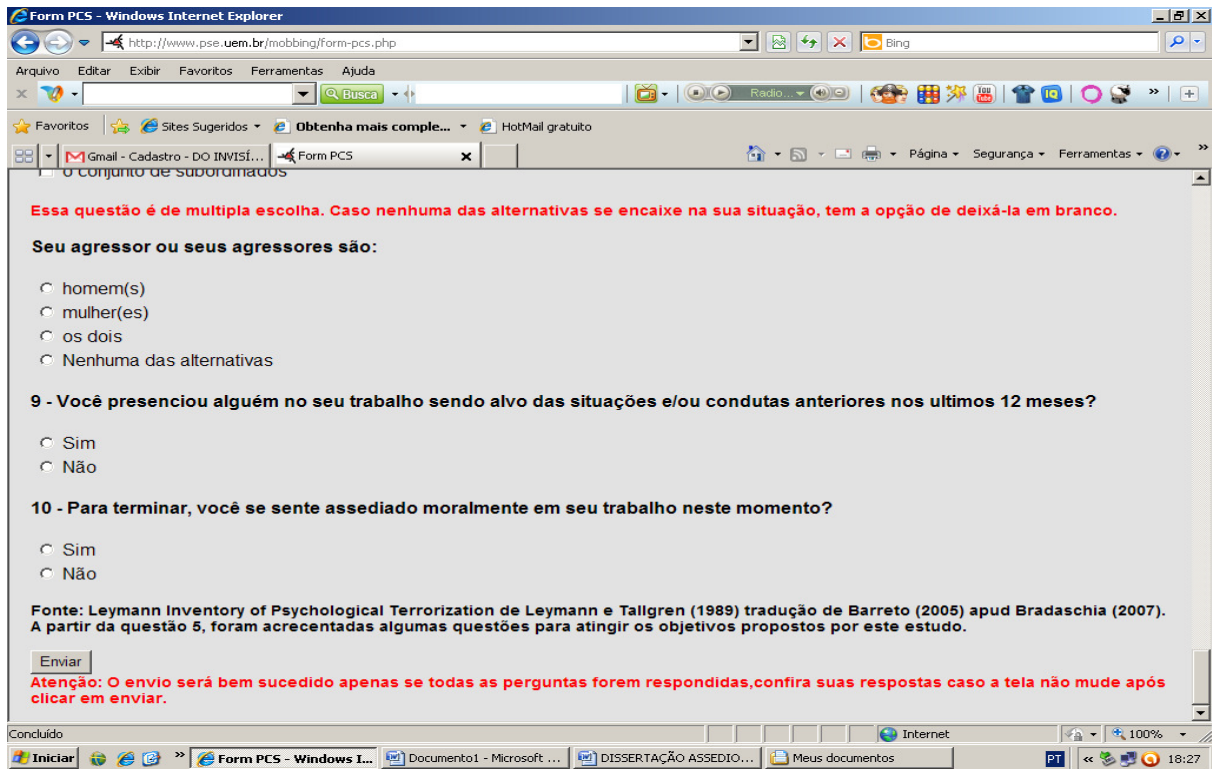 Form PCS - Windows Internet Explorer
http://www.pse.uem.br/mobbing/form-pcs.php
Bing
Arquivo Editar Exibir Favoritos Ferramentas Ajuda
Busca
Radio...
Favoritos Sites Sugeridos Obtenha mais comple... HotMail gratuito
Gmail - Cadastro - DO INVISÍ... Form PCS Página Segurança Ferramentas
o conjunto de subordinados
Essa questão é de multipla escolha. Caso nenhuma das alternativas se encaixe na sua situação, tem a opção de deixá-la em branco.
Seu agressor ou seus agressores são:
homem(s)
mulher(es)
os dois
Nenhuma das alternativas
9 - Você presenciou alguém no seu trabalho sendo alvo das situações e/ou condutas anteriores nos ultimos 12 meses?
Sim
Não
10 - Para terminar, você se sente assediado moralmente em seu trabalho neste momento?
Sim
Não
Fonte: Leymann Inventory of Psychological Terrorization de Leymann e Tallgren (1989) tradução de Barreto (2005) apud Bradaschia (2007).
A partir da questão 5, foram acrecentadas algumas questões para atingir os objetivos propostos por este estudo.
Enviar
Atenção: O envio será bem sucedido apenas se todas as perguntas forem respondidas,confira suas respostas caso a tela não mude após
clicar em enviar.
Concluído Internet 100%
Iniciar Form PCS - Windows I... Documento1 - Microsoft ... DISSERTAÇÃO ASSEDIO... Meus documentos PT 18:27